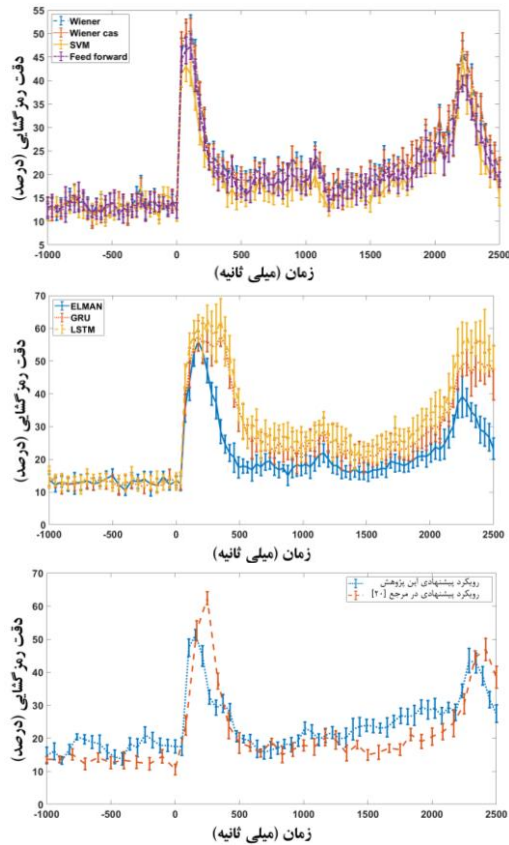 55
50
45
40
35
30
25
20
15
10
5
Wiener
Wiener cas
SVM
Feed forward
دقت رمزگشایی (درصد)
-1000 -500 0 500 1000 1500 2000 2500
زمان (میلی ثانیه)
70
60
50
40
30
20
10
0
ELMAN
GRU
LSTM
دقت رمزگشایی (درصد)
-1000 -500 0 500 1000 1500 2000 2500
زمان (میلی ثانیه)
70
60
50
40
30
20
10
0
رویکرد پیشنهادی این پژوهش
رویکرد پیشنهادی در مرجع [۲۰]
دقت رمزگشایی (درصد)
-1000 -500 0 500 1000 1500 2000 2500
زمان (میلی ثانیه)